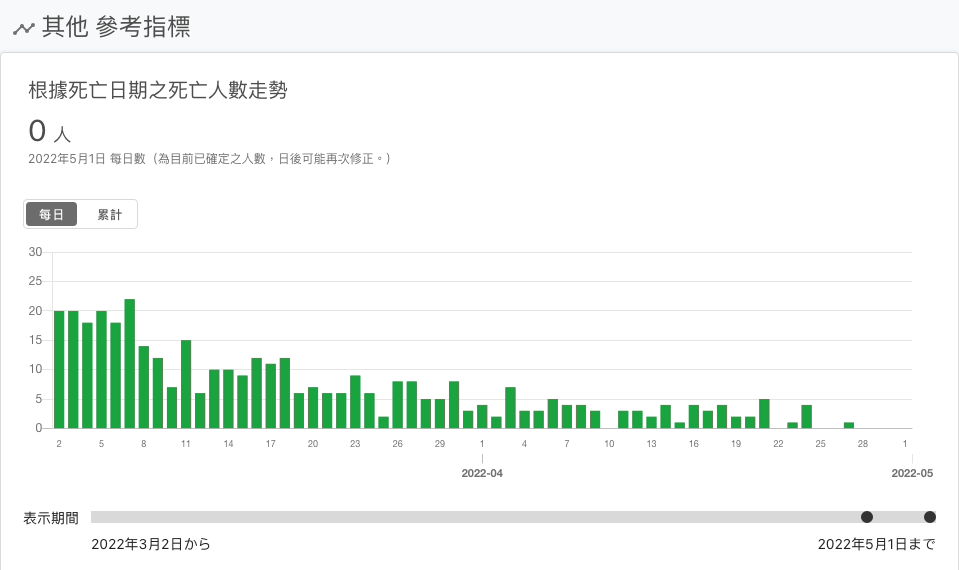 其他 參考指標
根據死亡日期之死亡人數走勢
0 人
2022年5月1日 每日數（為目前已確定之人數，日後可能再次修正。）
每日 累計
30
25
20
15
10
5
0
2 5 8 11 14 17 20 23 26 29 1 4 7 10 13 16 19 22 25 28 1
2022-04 2022-05
表示期間
2022年3月2日から 2022年5月1日まで